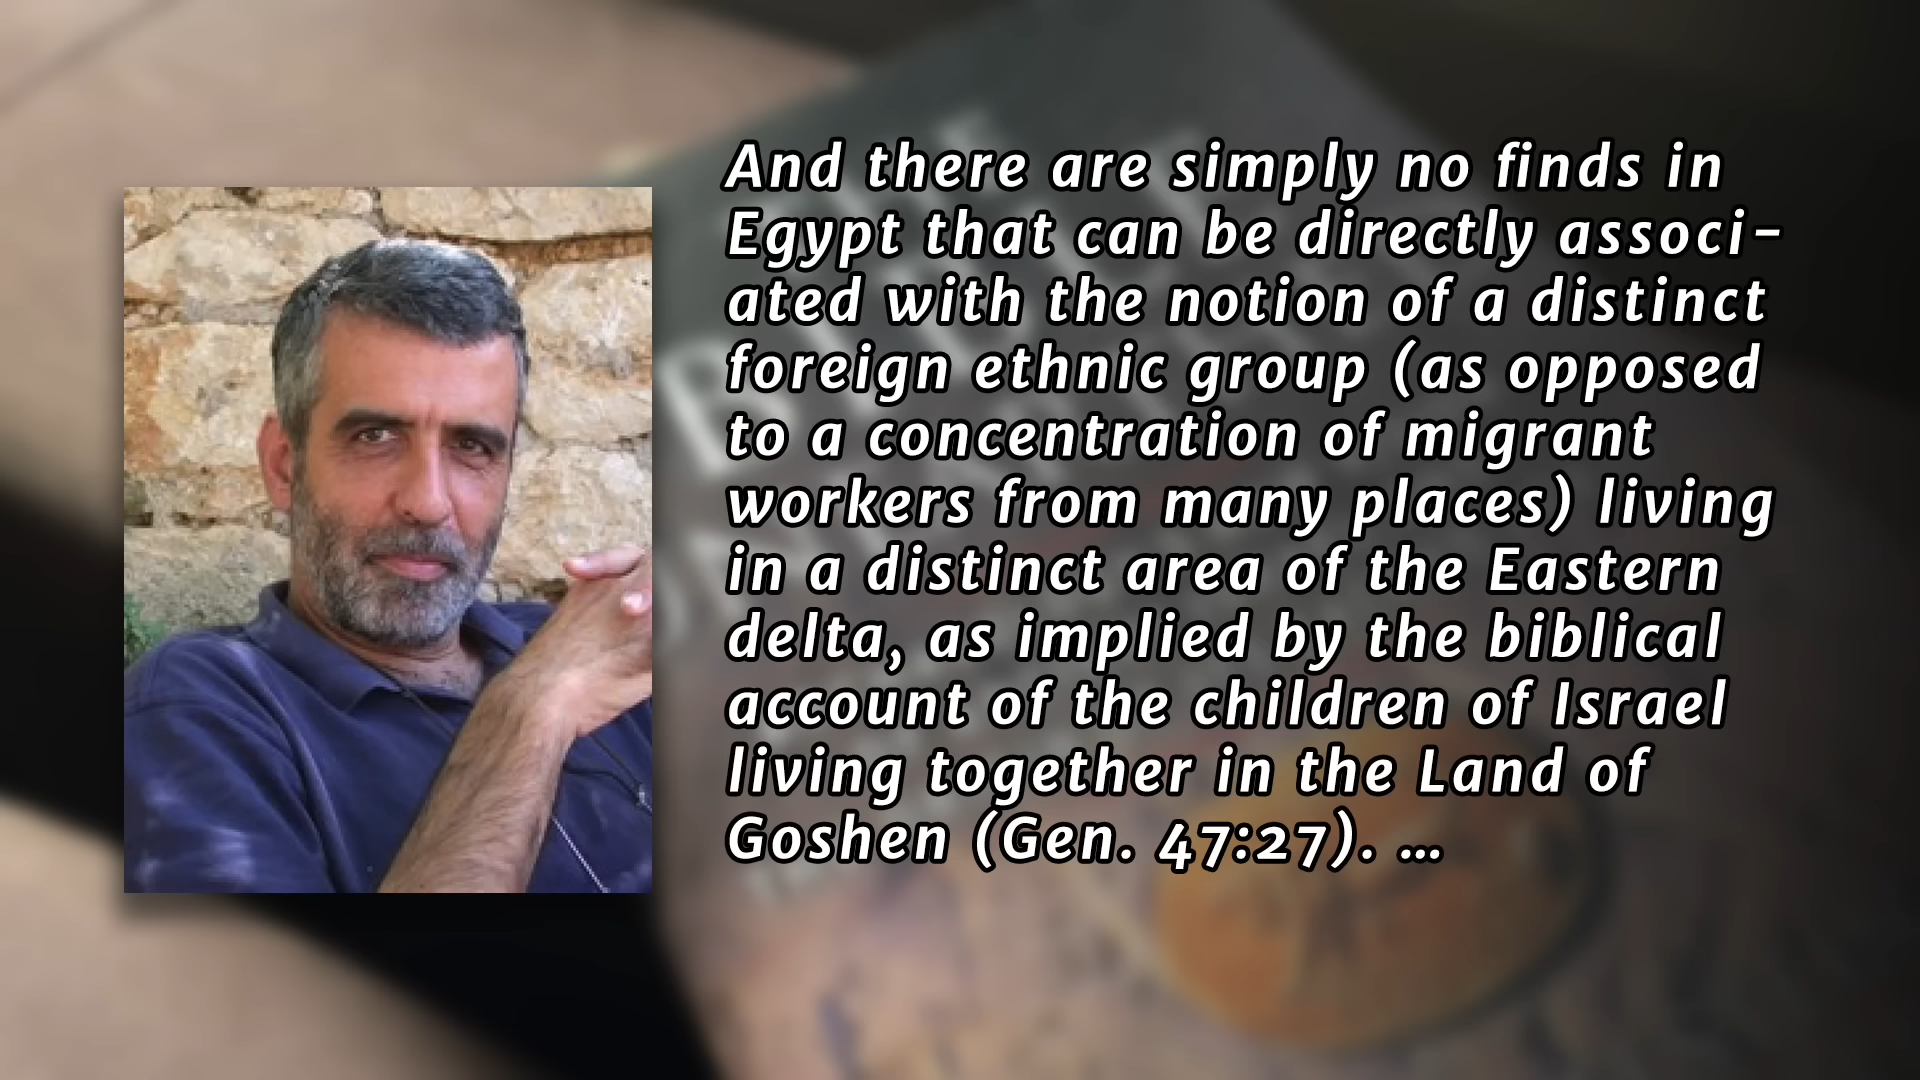 And there are simply no finds in
Egypt that can be directly associ-
ated with the notion of a distinct
foreign ethnic group (as opposed
to a concentration of migrant
workers from many places) living
in a distinct area of the Eastern
delta, as implied by the biblical
account of the children of Israel
living together in the Land of
Goshen (Gen. 47:27). …